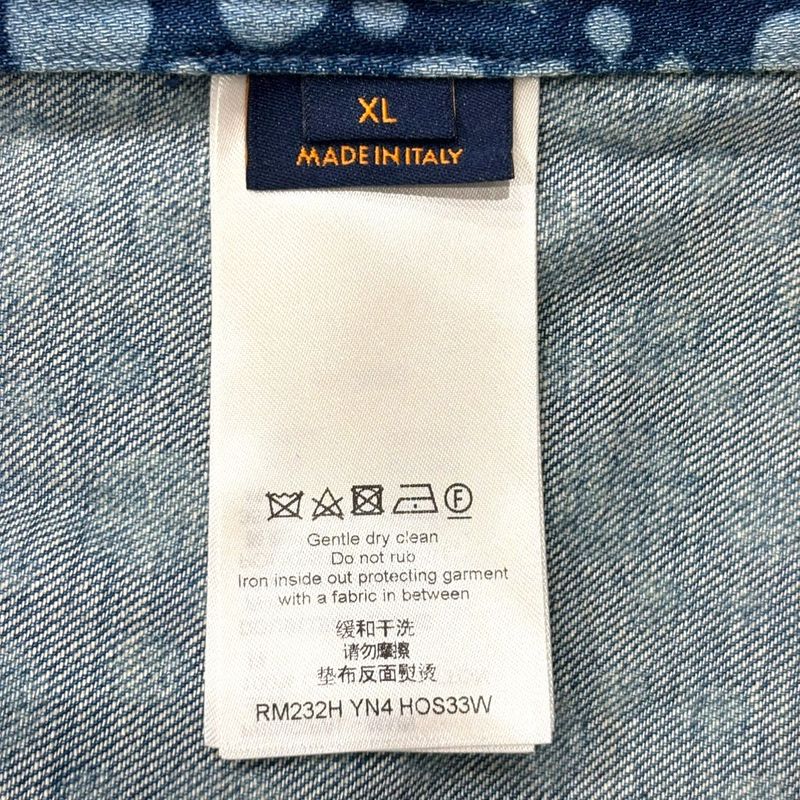 XL
MADE IN ITALY
F
Gentle dry clean
Do not rub
Iron inside out protecting garment
with a fabric in between
缓和干洗
请勿摩擦
垫布反面熨烫
RM232H YN4 HOS33W